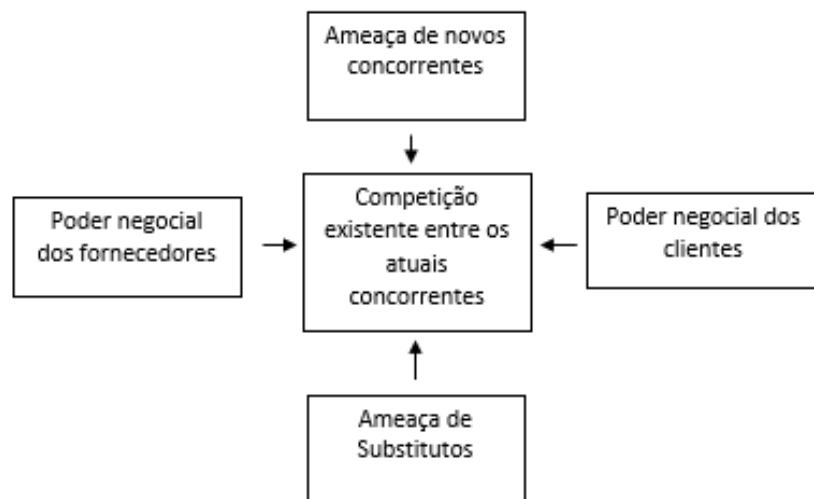 Ameaça de novos
concorrentes
Poder negocial
dos fornecedores
Competição
existente entre os
atuais
concorrentes
Poder negocial dos
clientes
Ameaça de
Substitutos